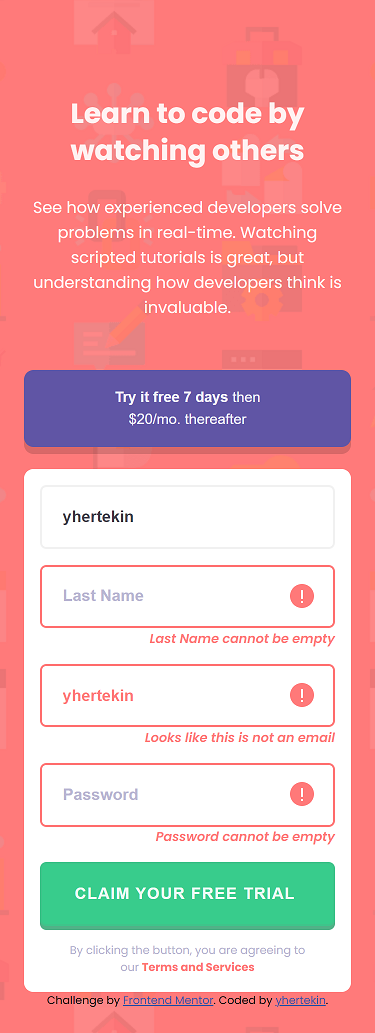 Learn to code by
watching others
See how experienced developers solve
problems in real-time. Watching
scripted tutorials is great, but
understanding how developers think is
invaluable.
Try it free 7 days then
$20/mo. thereafter
yhertekin
Last Name
Last Name cannot be empty
yhertekin
Looks like this is not an email
Password
Password cannot be empty
CLAIM YOUR FREE TRIAL
By clicking the button, you are agreeing to
our Terms and Services
Challenge by Frontend Mentor. Coded by yhertekin.